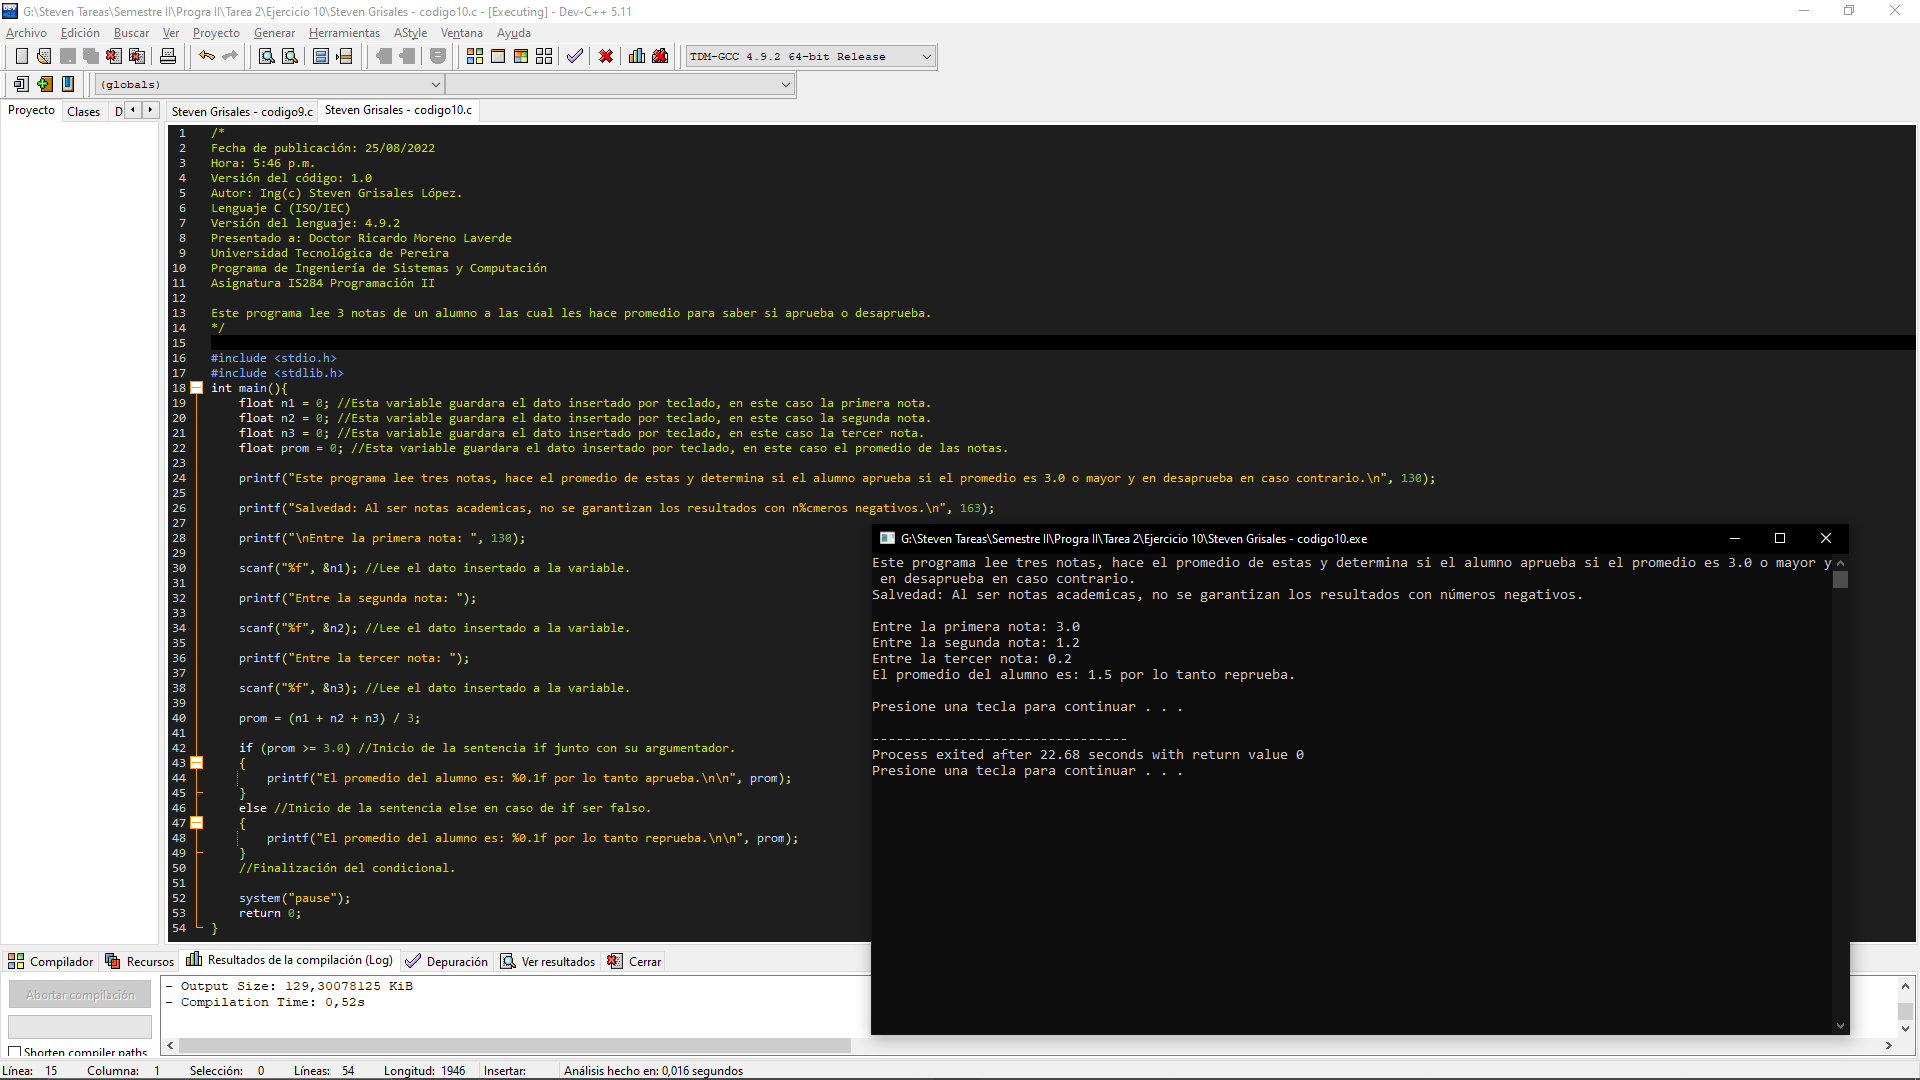 G:\Steven Tareas\Semestre II\Progra II\Tarea 2\Ejercicio 10\Steven Grisales - codigo10.c - [Executing] - Dev-C++ 5.11
Archivo Edición Buscar Ver Proyecto Generar Herramientas AStyle Ventana Ayuda
TDM-GCC 4.9.2 64-bit Release
(globals)
Proyecto Clases D
Steven Grisales - codigo9.c Steven Grisales - codigo10.c
1 /*
2 Fecha de publicación: 25/08/2022
3 Hora: 5:46 p.m.
4 Versión del código: 1.0
5 Autor: Ing(c) Steven Grisales López.
6 Lenguaje C (ISO/IEC)
7 Versión del lenguaje: 4.9.2
8 Presentado a: Doctor Ricardo Moreno Laverde
9 Universidad Tecnológica de Pereira
10 Programa de Ingeniería de Sistemas y Computación
11 Asignatura IS284 Programación II
12
13 Este programa lee 3 notas de un alumno a las cual les hace promedio para saber si aprueba o desaprueba.
14 */
15
16 #include <stdio.h>
17 #include <stdlib.h>
18 int main(){
19 float n1 = 0; //Esta variable guardara el dato insertado por teclado, en este caso la primera nota.
20 float n2 = 0; //Esta variable guardara el dato insertado por teclado, en este caso la segunda nota.
21 float n3 = 0; //Esta variable guardara el dato insertado por teclado, en este caso la tercer nota.
22 float prom = 0; //Esta variable guardara el dato insertado por teclado, en este caso el promedio de las notas.
23
24 printf("Este programa lee tres notas, hace el promedio de estas y determina si el alumno aprueba si el promedio es 3.0 o mayor y en desaprueba en caso contrario.\n", 130);
25
26 printf("Salvedad: Al ser notas academicas, no se garantizan los resultados con n%cmeros negativos.\n", 163);
27
28 printf("\nEntre la primera nota: ", 130);
29
30 scanf("%f", &n1); //Lee el dato insertado a la variable.
31
32 printf("Entre la segunda nota: ");
33
34 scanf("%f", &n2); //Lee el dato insertado a la variable.
35
36 printf("Entre la tercer nota: ");
37
38 scanf("%f", &n3); //Lee el dato insertado a la variable.
39
40 prom = (n1 + n2 + n3) / 3;
41
42 if (prom >= 3.0) //Inicio de la sentencia if junto con su argumentador.
43 {
44 printf("El promedio del alumno es: %0.1f por lo tanto aprueba.\n\n", prom);
45 }
46 else //Inicio de la sentencia else en caso de if ser falso.
47 {
48 printf("El promedio del alumno es: %0.1f por lo tanto reprueba.\n\n", prom);
49 }
50 //Finalización del condicional.
51
52 system("pause");
53 return 0;
54 }
G:\Steven Tareas\Semestre II\Progra II\Tarea 2\Ejercicio 10\Steven Grisales - codigo10.exe
Este programa lee tres notas, hace el promedio de estas y determina si el alumno aprueba si el promedio es 3.0 o mayor y
en desaprueba en caso contrario.
Salvedad: Al ser notas academicas, no se garantizan los resultados con números negativos.
Entre la primera nota: 3.0
Entre la segunda nota: 1.2
Entre la tercer nota: 0.2
El promedio del alumno es: 1.5 por lo tanto reprueba.
Presione una tecla para continuar . . .
--------------------------------
Process exited after 22.68 seconds with return value 0
Presione una tecla para continuar . . .
Compilador Recursos Resultados de la compilación (Log) Depuración Ver resultados Cerrar
Abortar compilación
- Output Size: 129,30078125 KiB
- Compilation Time: 0,52s
Shorten compiler paths
Línea: 15 Columna: 1 Selección: 0 Líneas: 54 Longitud: 1946 Insertar: Análisis hecho en: 0,016 segundos